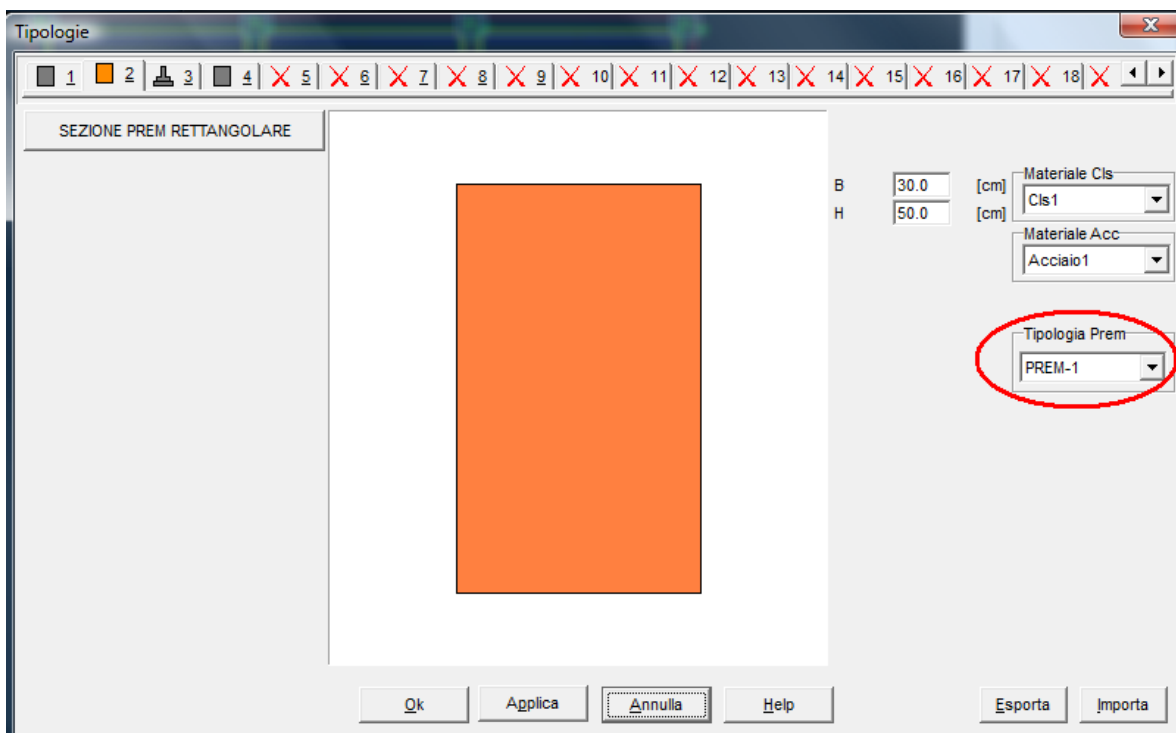 Tipologie
1 2 3 4 5 6 7 8 9 10 11 12 13 14 15 16 17 18
SEZIONE PREM RETTANGOLARE
B 30.0 [cm]
H 50.0 [cm]
Materiale Cls
Cls1
Materiale Acc
Acciaio1
Tipologia Prem
PREM-1
Ok Applica Annulla Help Esporta Importa